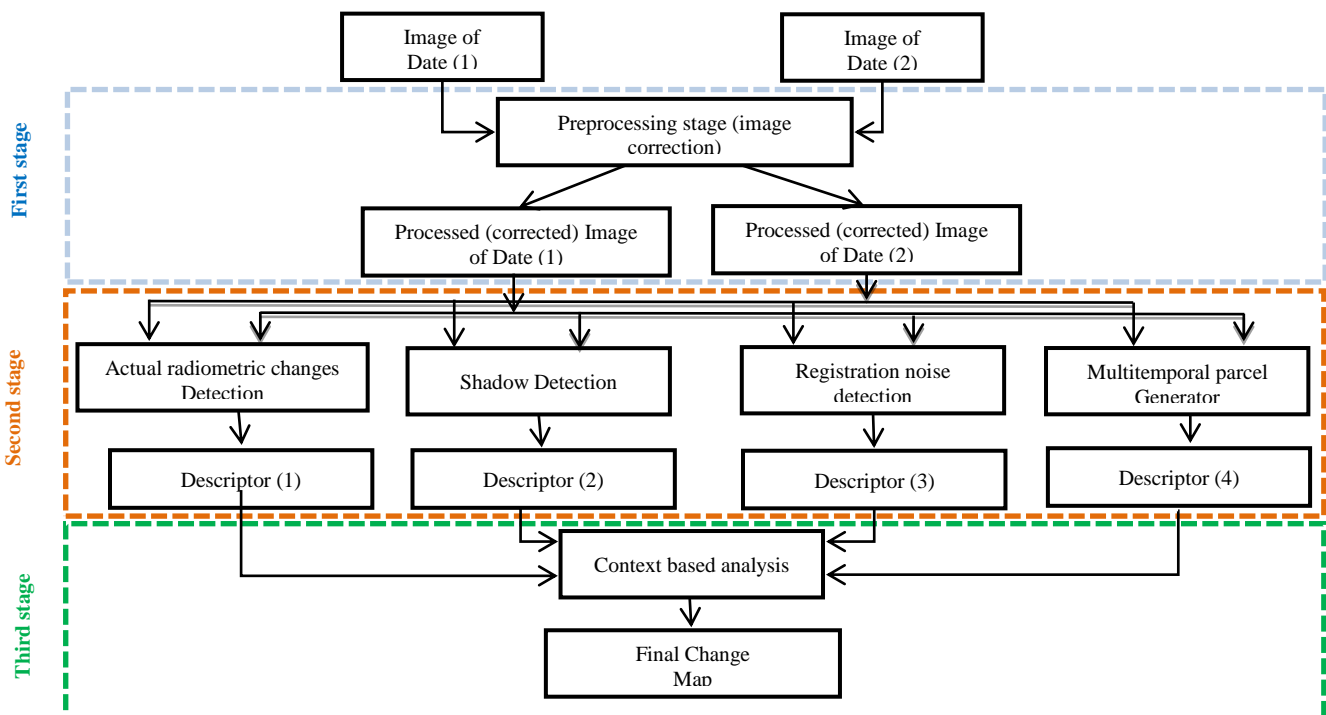 Image of
Date (1)
Image of
Date (2)
First stage
Preprocessing stage (image
correction)
Processed (corrected) Image
of Date (1)
Processed (corrected) Image
of Date (2)
Second stage
Actual radiometric changes
Detection
Shadow Detection
Registration noise
detection
Multitemporal parcel
Generator
Descriptor (1)
Descriptor (2)
Descriptor (3)
Descriptor (4)
Third stage
Context based analysis
Final Change
Map